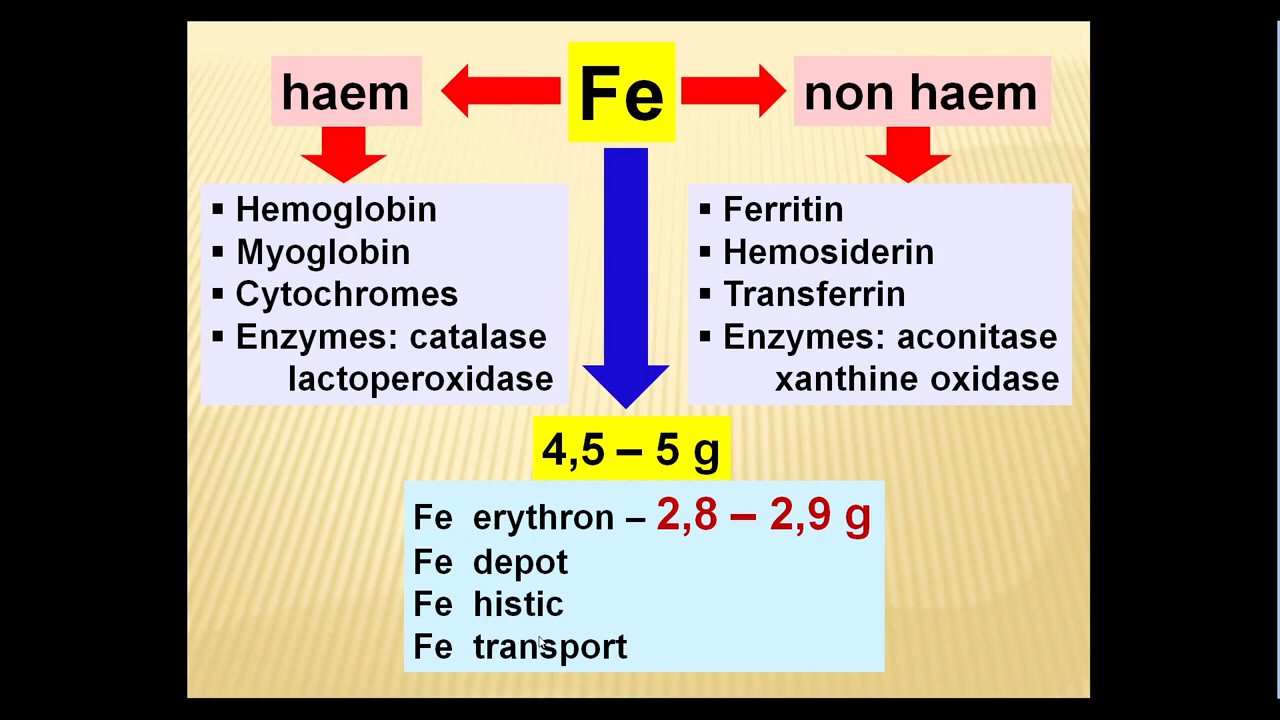 Fe
haem
non haem
▪ Hemoglobin
▪ Myoglobin
▪ Cytochromes
▪ Enzymes: catalase
lactoperoxidase
▪ Ferritin
▪ Hemosiderin
▪ Transferrin
▪ Enzymes: aconitase
xanthine oxidase
4,5 – 5 g
Fe erythron – 2,8 – 2,9 g
Fe depot
Fe histic
Fe transport